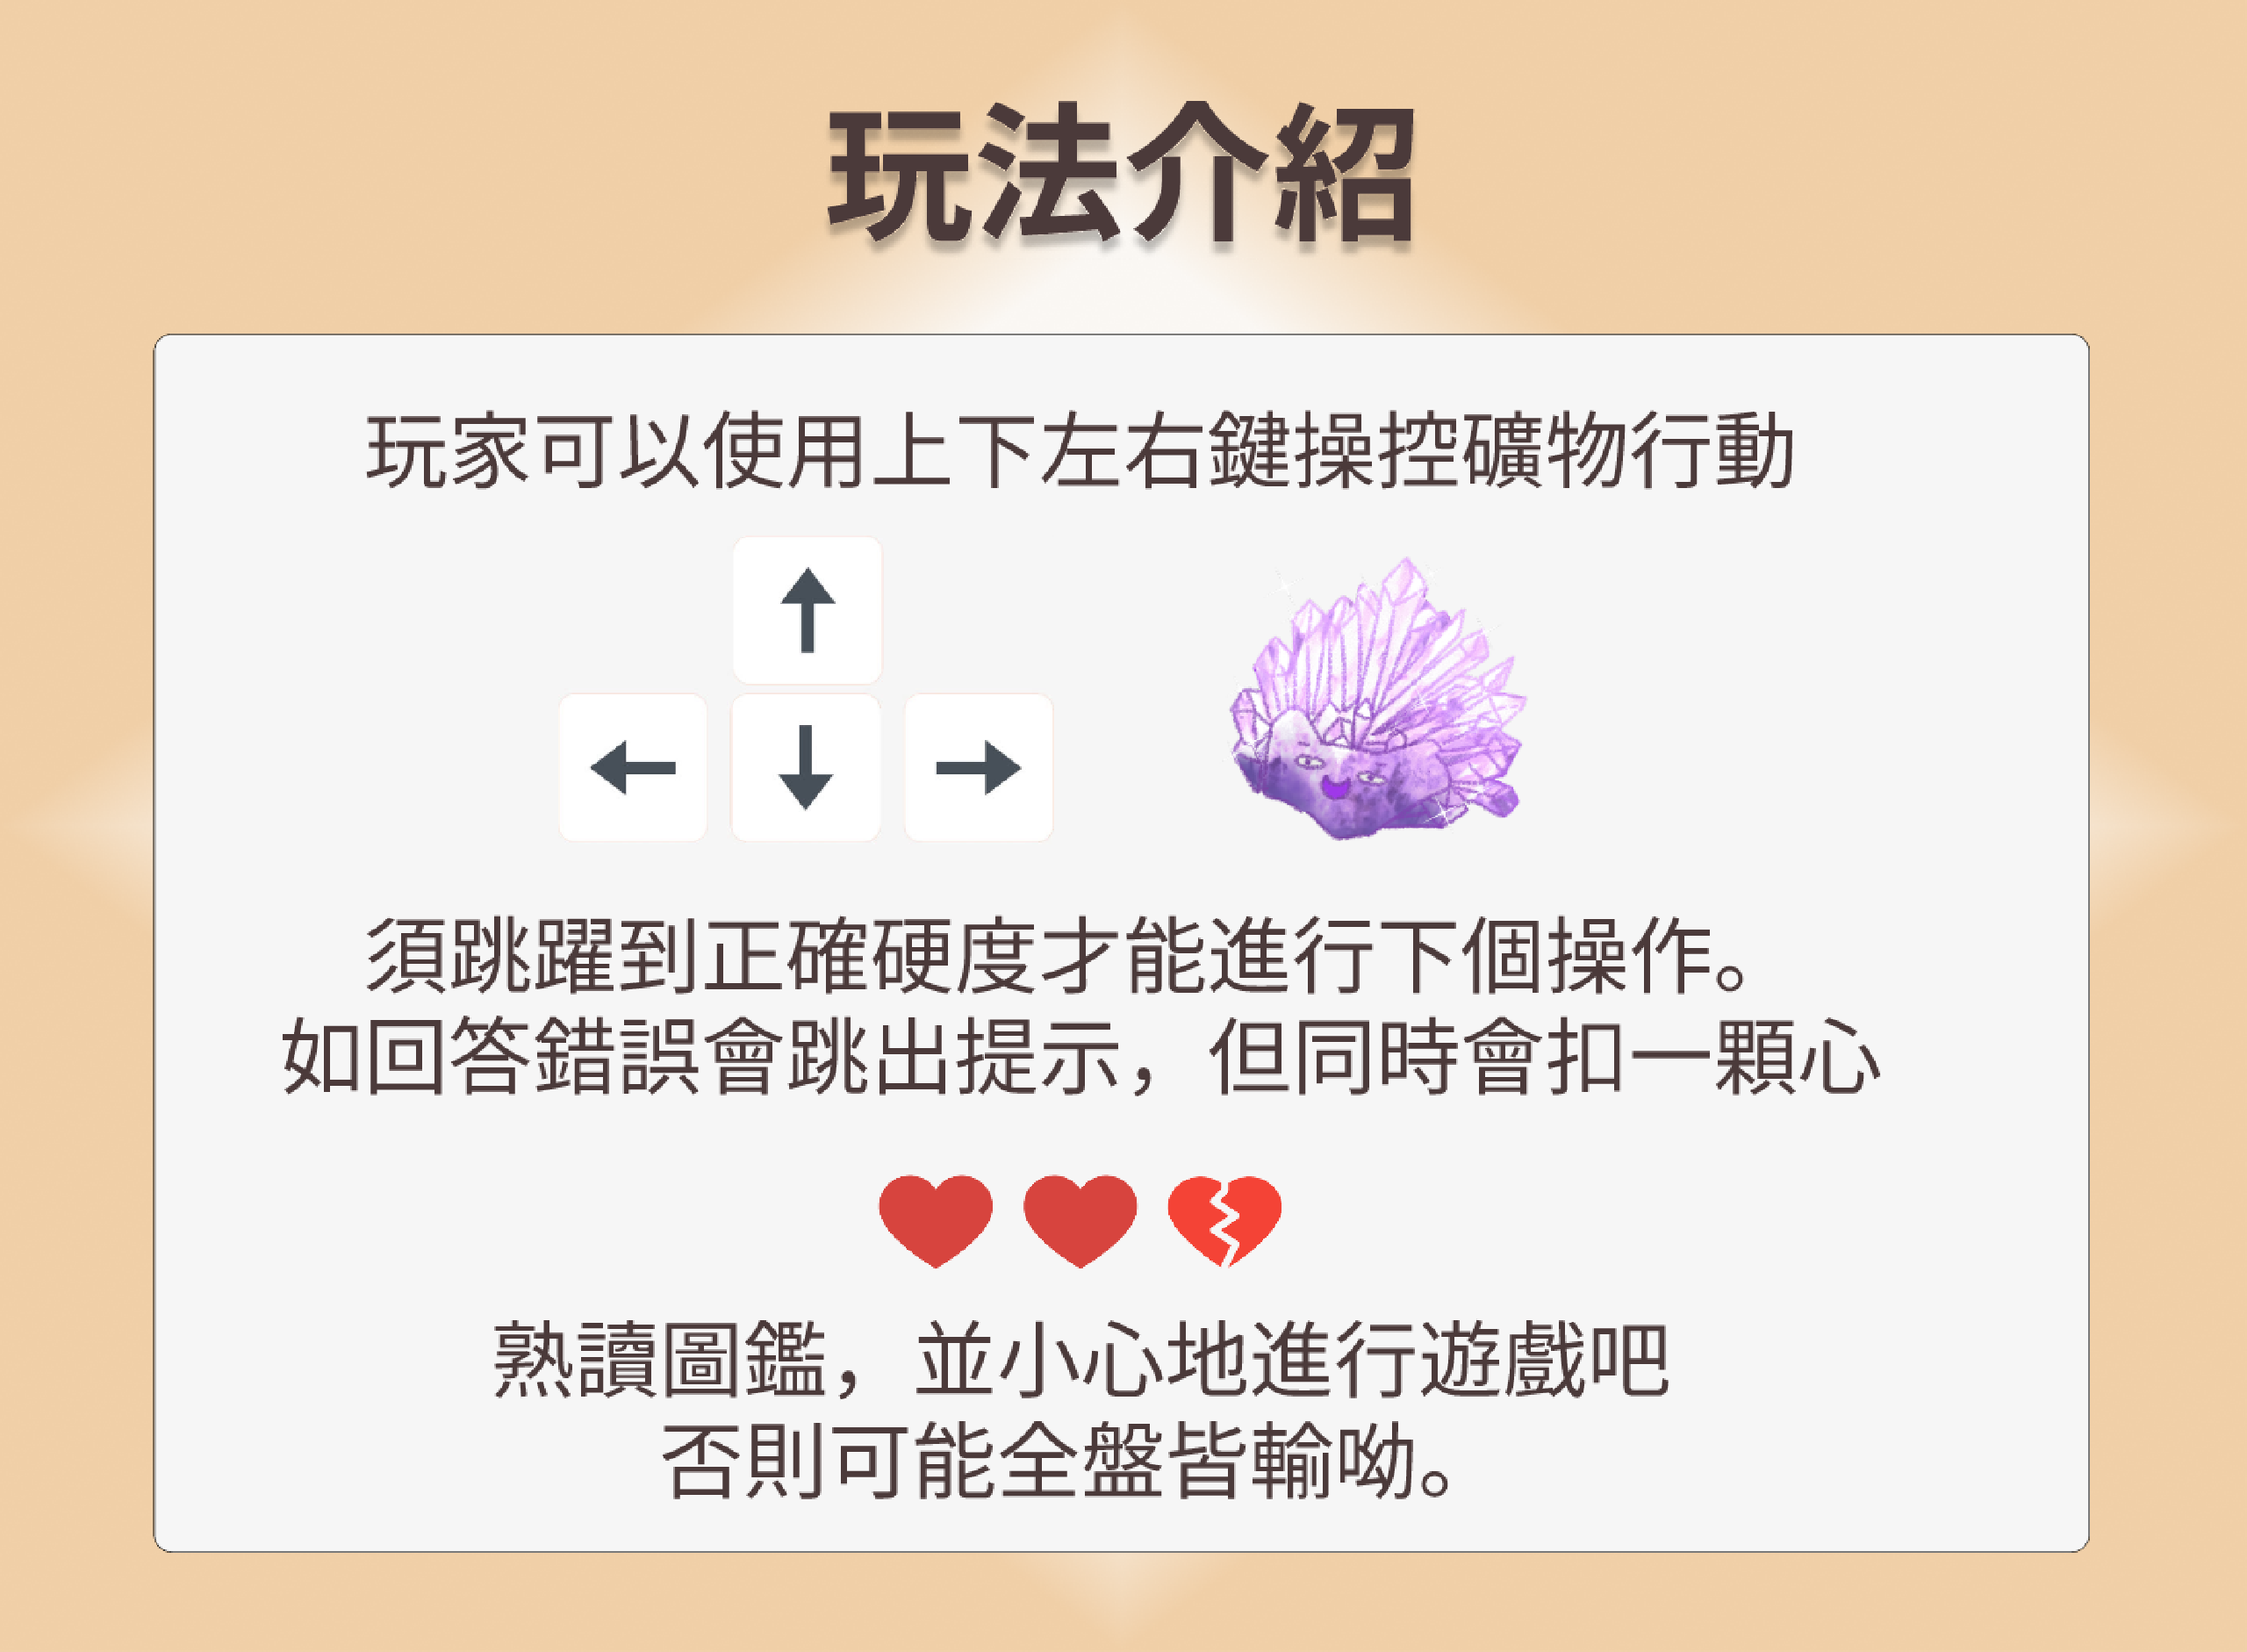 玩法介紹
玩家可以使用上下左右鍵操控礦物行動
須跳躍到正確硬度才能進行下個操作。
如回答錯誤會跳出提示，但同時會扣一顆心
熟讀圖鑑，並小心地進行遊戲吧
否則可能全盤皆輸呦。